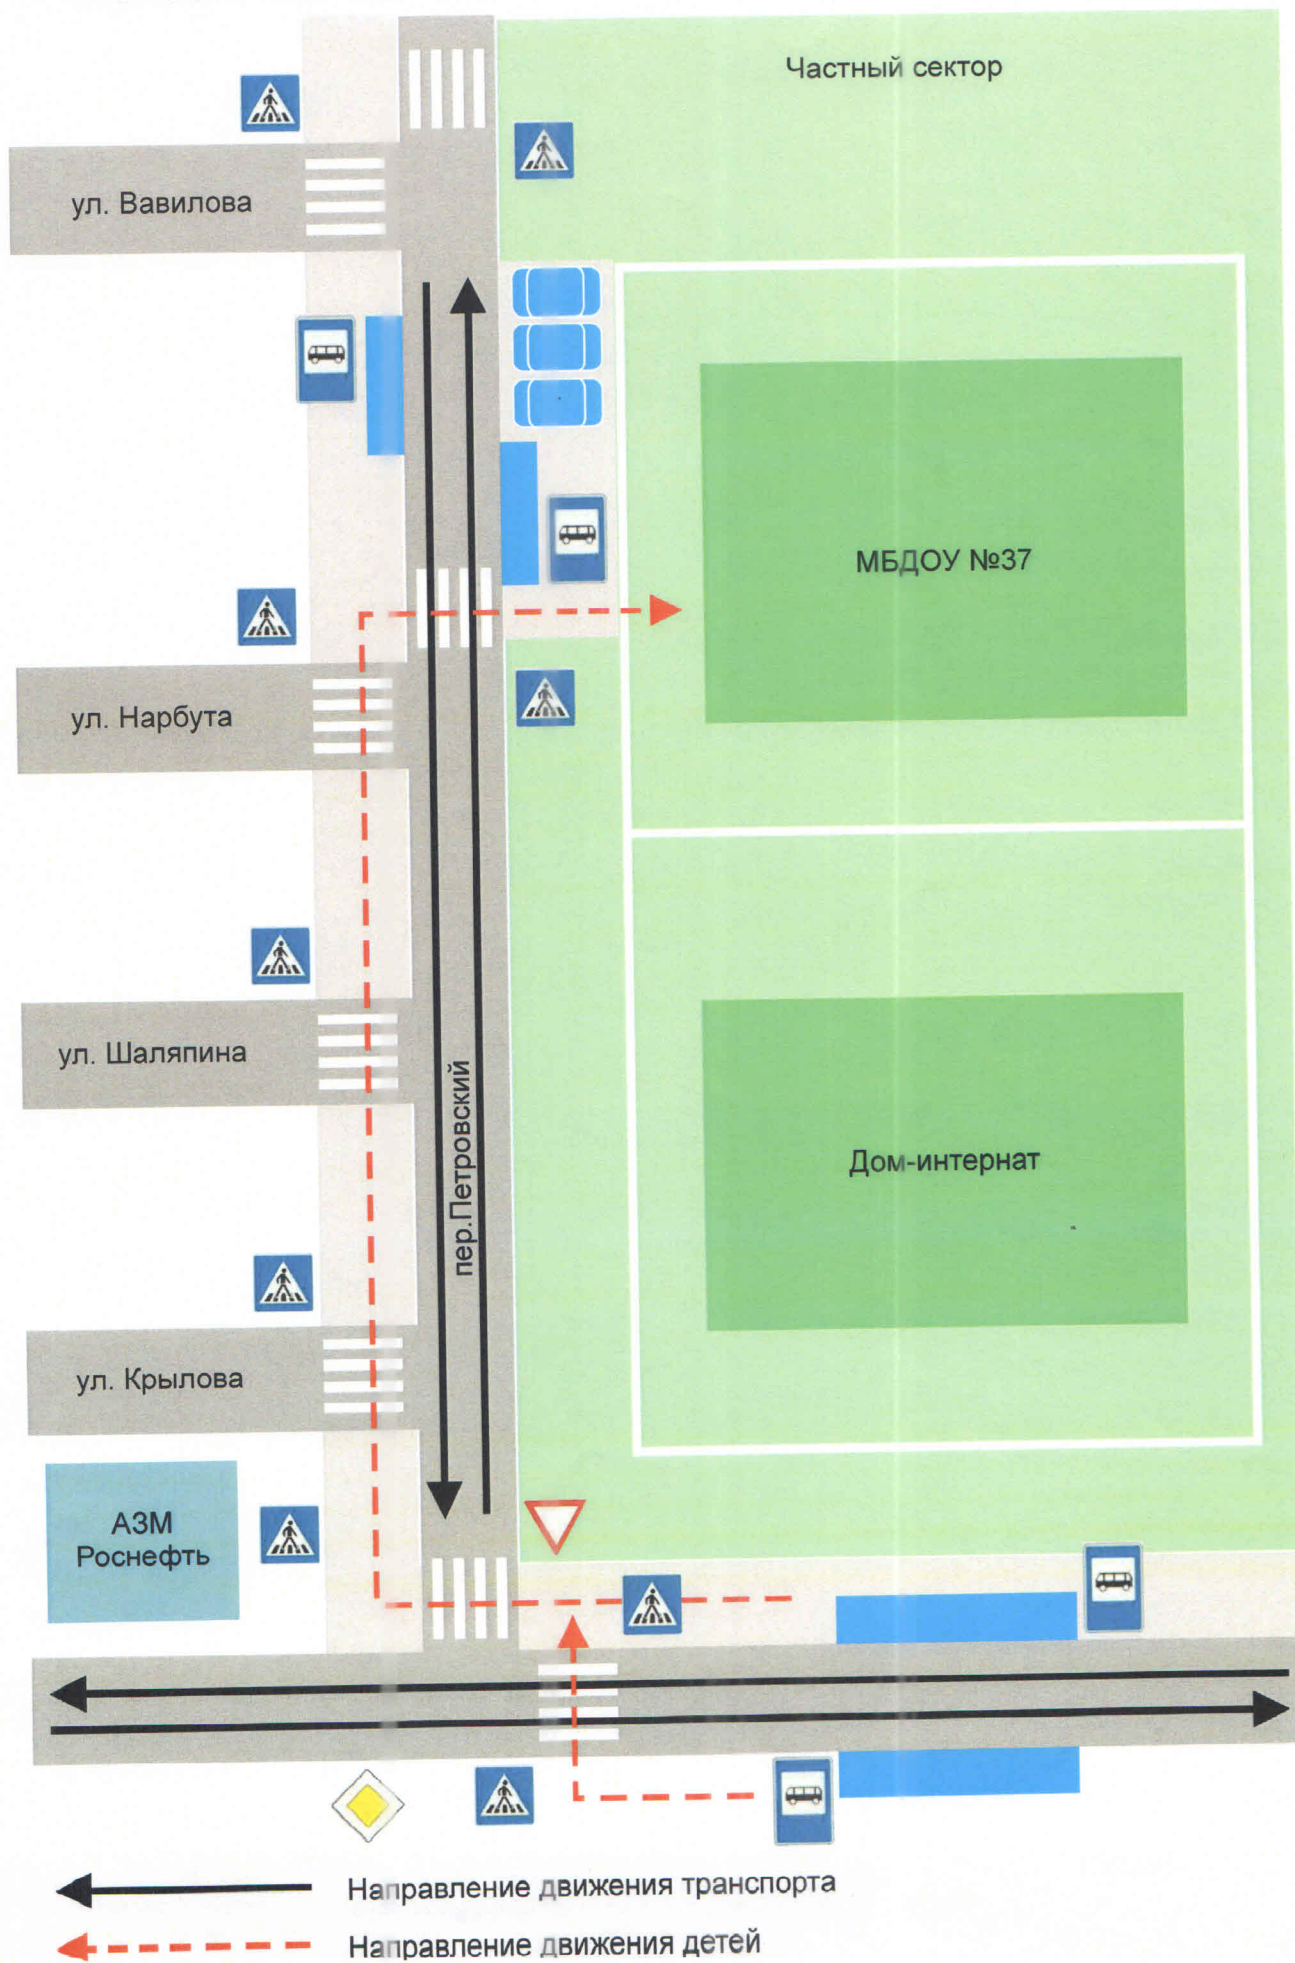 Частный сектор
ул. Вавилова
МБДОУ №37
ул. Нарбута
ул. Шаляпина
пер.Петровский
Дом-интернат
ул. Крылова
АЗМ
Роснефть
Направление движения транспорта
Направление движения детей